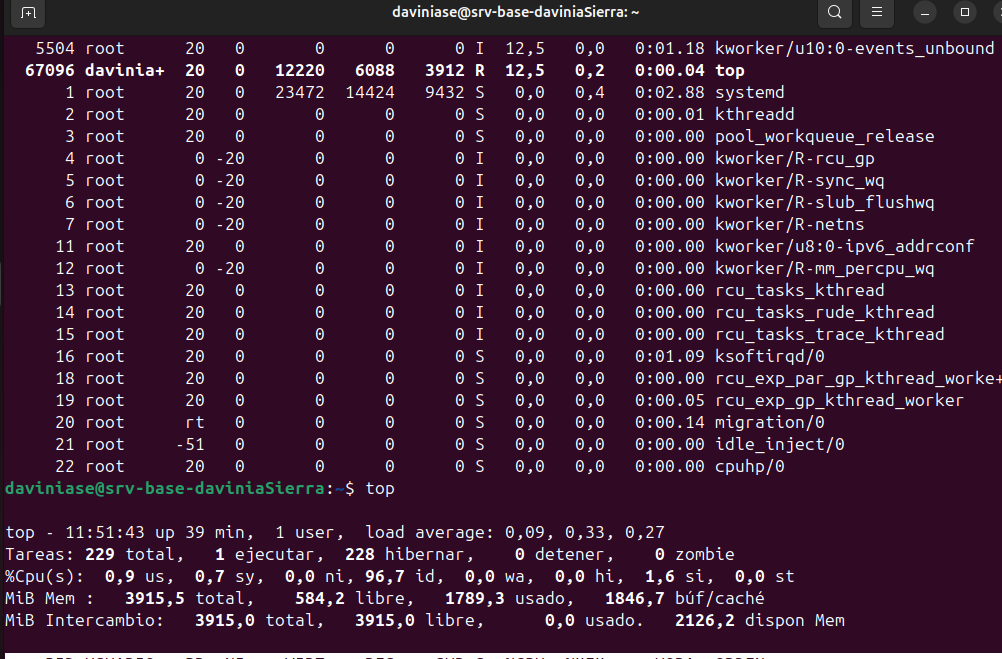 daviniase@srv-base-daviniaSierra: ~
5504 root 20 0 0 0 0 I 12,5 0,0 0:01.18 kworker/u10:0-events_unbound
67096 davinia+ 20 0 12220 6088 3912 R 12,5 0,2 0:00.04 top
1 root 20 0 23472 14424 9432 S 0,0 0,4 0:02.88 systemd
2 root 20 0 0 0 0 S 0,0 0,0 0:00.01 kthreadd
3 root 20 0 0 0 0 S 0,0 0,0 0:00.00 pool_workqueue_release
4 root 0 -20 0 0 0 I 0,0 0,0 0:00.00 kworker/R-rcu_gp
5 root 0 -20 0 0 0 I 0,0 0,0 0:00.00 kworker/R-sync_wq
6 root 0 -20 0 0 0 I 0,0 0,0 0:00.00 kworker/R-slub_flushwq
7 root 0 -20 0 0 0 I 0,0 0,0 0:00.00 kworker/R-netns
11 root 20 0 0 0 0 I 0,0 0,0 0:00.00 kworker/u8:0-ipv6_addrconf
12 root 0 -20 0 0 0 I 0,0 0,0 0:00.00 kworker/R-mm_percpu_wq
13 root 20 0 0 0 0 I 0,0 0,0 0:00.00 rcu_tasks_kthread
14 root 20 0 0 0 0 I 0,0 0,0 0:00.00 rcu_tasks_rude_kthread
15 root 20 0 0 0 0 I 0,0 0,0 0:00.00 rcu_tasks_trace_kthread
16 root 20 0 0 0 0 S 0,0 0,0 0:01.09 ksoftirqd/0
18 root 20 0 0 0 0 S 0,0 0,0 0:00.00 rcu_exp_par_gp_kthread_worke+
19 root 20 0 0 0 0 S 0,0 0,0 0:00.05 rcu_exp_gp_kthread_worker
20 root rt 0 0 0 0 S 0,0 0,0 0:00.14 migration/0
21 root -51 0 0 0 0 S 0,0 0,0 0:00.00 idle_inject/0
22 root 20 0 0 0 0 S 0,0 0,0 0:00.00 cpuhp/0
daviniase@srv-base-daviniaSierra:~$ top
top - 11:51:43 up 39 min, 1 user, load average: 0,09, 0,33, 0,27
Tareas: 229 total, 1 ejecutar, 228 hibernar, 0 detener, 0 zombie
%Cpu(s): 0,9 us, 0,7 sy, 0,0 ni, 96,7 id, 0,0 wa, 0,0 hi, 1,6 si, 0,0 st
MiB Mem : 3915,5 total, 584,2 libre, 1789,3 usado, 1846,7 búf/caché
MiB Intercambio: 3915,0 total, 3915,0 libre, 0,0 usado. 2126,2 dispon Mem